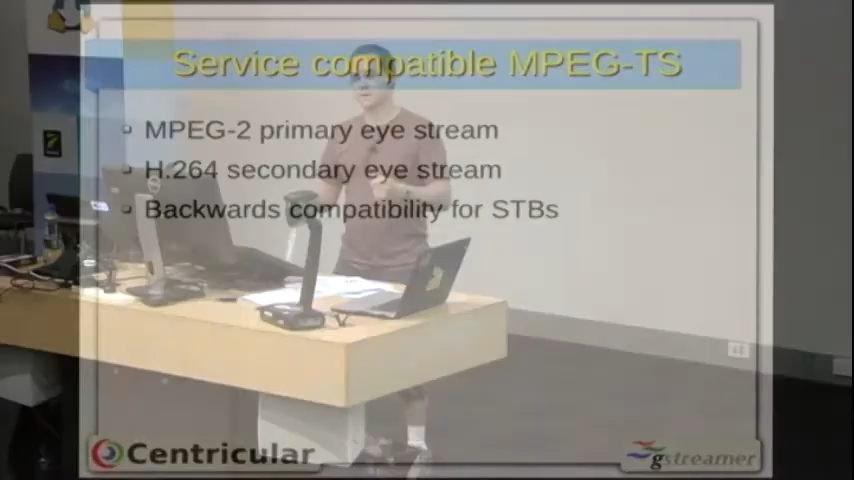 Service compatible MPEG-TS
MPEG-2 primary eye stream
H.264 secondary eye stream
Backwards compatibility for STBs
Centricular
gstreamer